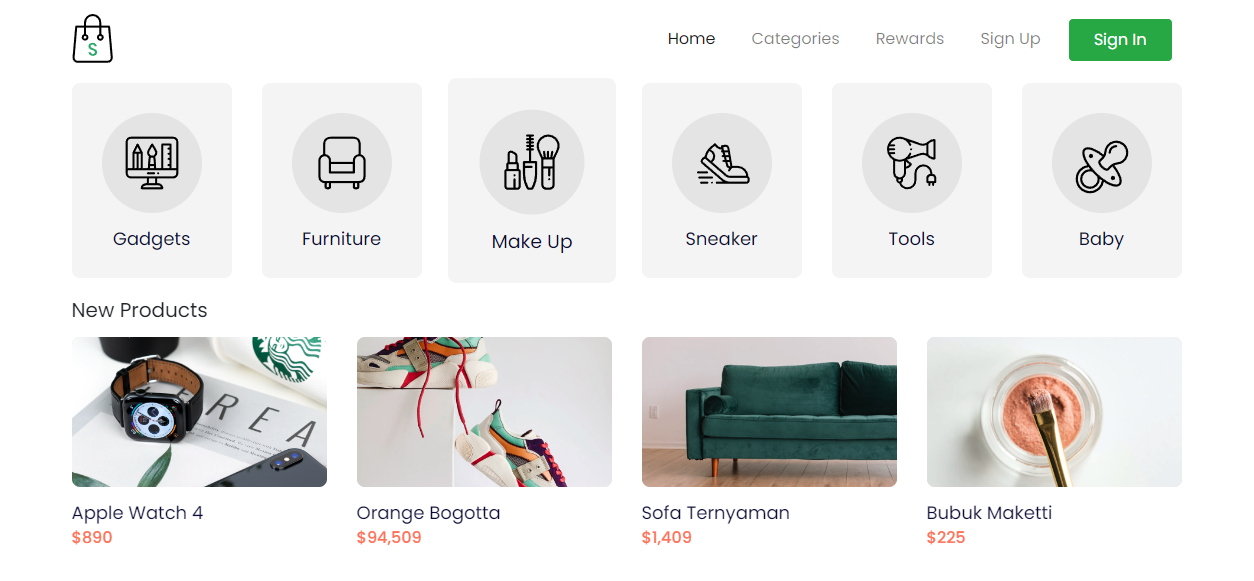 S
Home Categories Rewards Sign Up Sign In
Gadgets Furniture Make Up Sneaker Tools Baby
New Products
R E A
Apple Watch 4 Orange Bogotta Sofa Ternyaman Bubuk Maketti
$890 $94,509 $1,409 $225